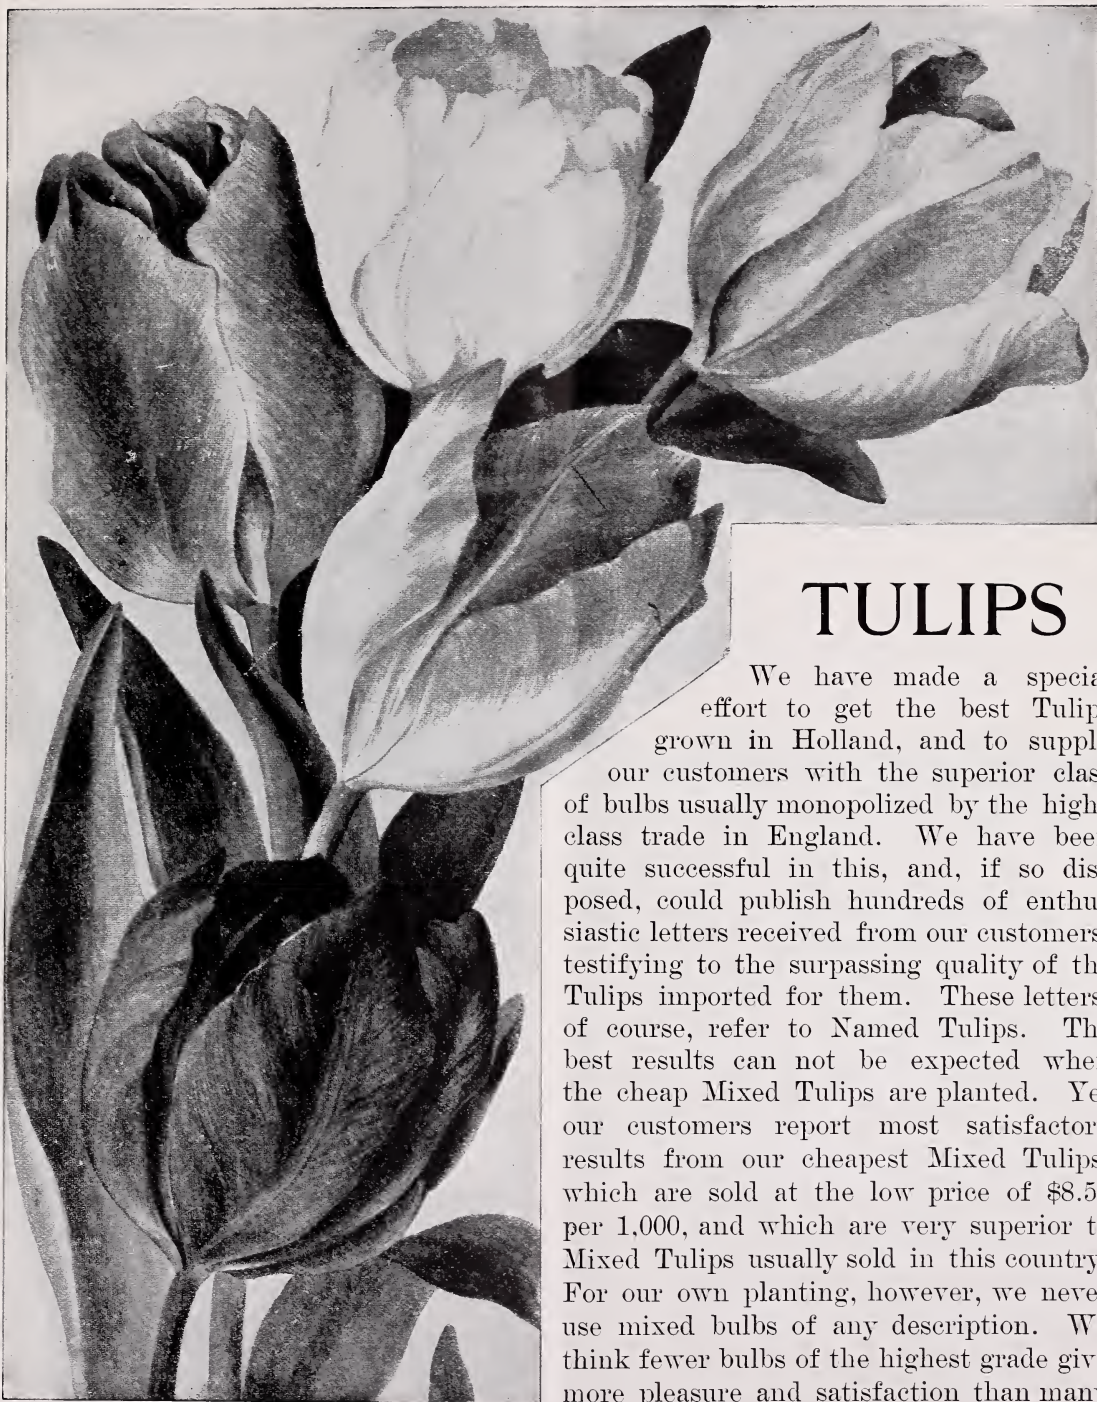 TULIPS
We have made a specia
effort to get the best Tulip
grown in Holland, and to suppl
our customers with the superior clas
of bulbs usually monopolized by the high
class trade in England. We have bee
quite successful in this, and, if so dis
posed, could publish hundreds of enthu
siastic letters received from our customers
testifying to the surpassing quality of th
Tulips imported for them. These letters
of course, refer to Named Tulips. Th
best results can not be expected whe
the cheap Mixed Tulips are planted. Ye
our customers report most satisfactor
results from our cheapest Mixed Tulips
which are sold at the low price of $8.5
per 1,000, and which are very superior t
Mixed Tulips usually sold in this country
For our own planting, however, we neve
use mixed bulbs of any description. W
think fewer bulbs of the highest grade giv
more pleasure and satisfaction than many